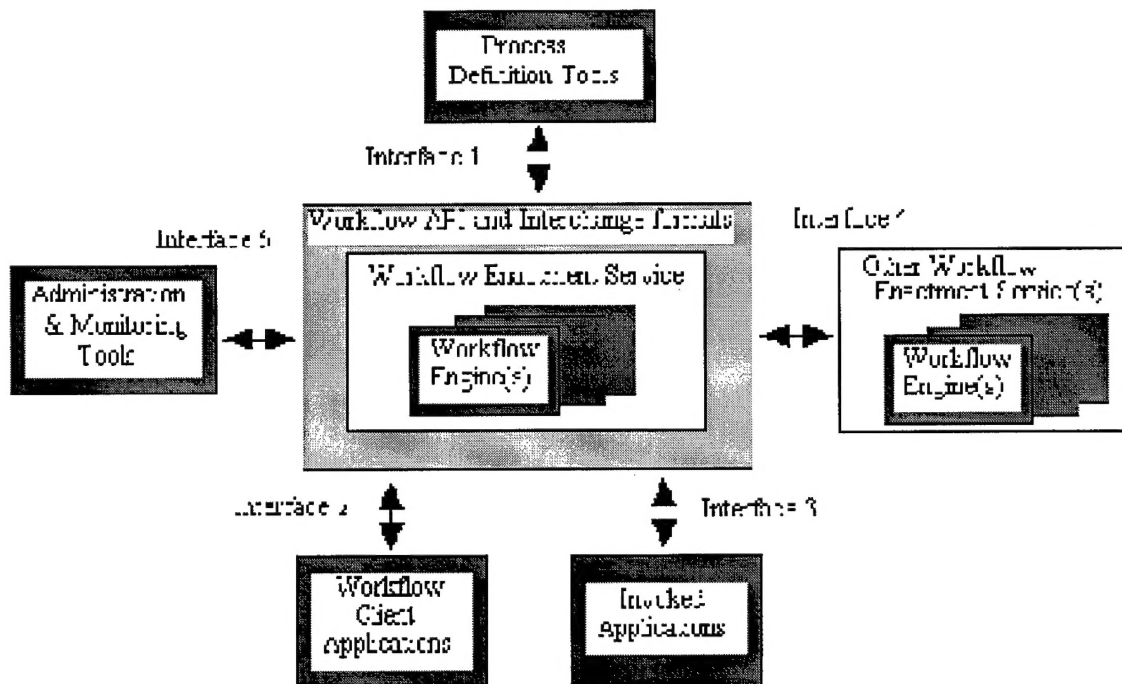 Process
Definition Tools
Interface 1
Workflow API and Interchange formats
Interface 5
Interface 4
Workflow Enactment Service
Other Workflow
Enactment Service(s)
Administration
& Monitoring
Tools
Workflow
Engine(s)
Workflow
Engine(s)
Interface 2
Interface 3
Workflow
Client
Applications
Invoked
Applications